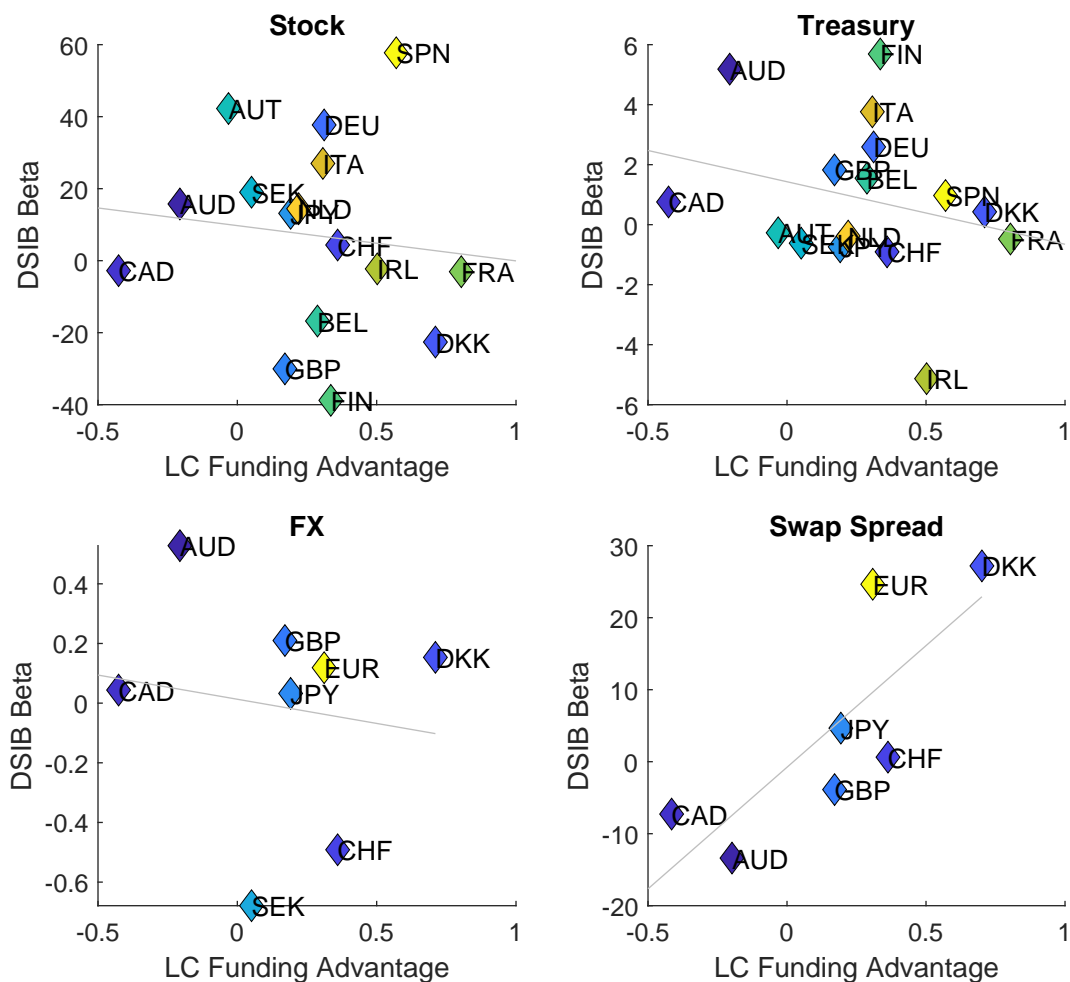 Stock
60
40
20
0
-20
-40
DSIB Beta
SPN
AUT
DEU
ITA
SEK
AUD
NLD
JPY
CHF
CAD
IRL
FRA
BEL
DKK
GBP
FIN
-0.5 0 0.5 1
LC Funding Advantage
Treasury
6
4
2
0
-2
-4
-6
DSIB Beta
FIN
AUD
ITA
DEU
GBP
BEL
SPN
CAD
DKK
AUT
NLD
SEK
JPY
CHF
FRA
IRL
-0.5 0 0.5 1
LC Funding Advantage
FX
0.4
0.2
0
-0.2
-0.4
-0.6
DSIB Beta
AUD
GBP
DKK
EUR
CAD
JPY
CHF
SEK
-0.5 0 0.5 1
LC Funding Advantage
Swap Spread
30
20
10
0
-10
-20
DSIB Beta
DKK
EUR
JPY
CHF
GBP
CAD
AUD
-0.5 0 0.5 1
LC Funding Advantage